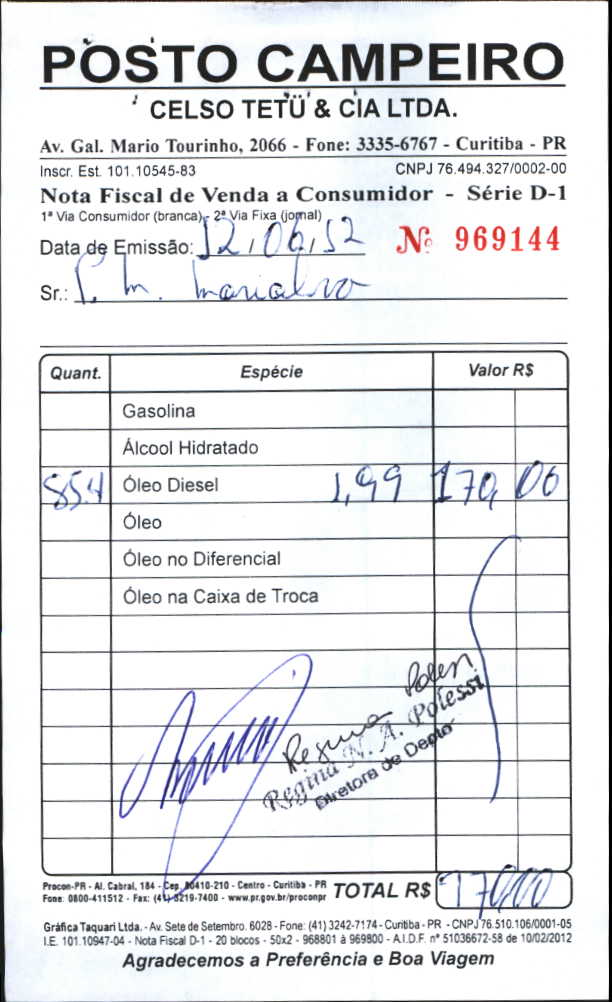 POSTO CAMPEIRO
CELSO TETÜ & CIA LTDA.
Av. Gal. Mario Tourinho, 2066 - Fone: 3335-6767 - Curitiba - PR
Inscr. Est. 101.10545-83 CNPJ 76.494.327/0002-00
Nota Fiscal de Venda a Consumidor - Série D-1
1ª Via Consumidor (branca) - 2ª Via Fixa (jornal)
Data de Emissão: 12,06,12 Nº 969144
Sr.: P. M. Marialva
Quant. Espécie Valor R$
Gasolina
Álcool Hidratado
85.4 Óleo Diesel 1,99 170,00
Óleo
Óleo no Diferencial
Óleo na Caixa de Troca
Regina Polessi
Regina N. A. Polessi
Diretora de Depto
Procon-PR - Al. Cabral, 184 - Cep. 80410-210 - Centro - Curitiba - PR
Fone: 0800-411512 - Fax: (41) 3219-7400 - www.pr.gov.br/proconpr
TOTAL R$ 170,00
Gráfica Taquari Ltda. - Av. Sete de Setembro. 6028 - Fone: (41) 3242-7174 - Curitiba - PR - CNPJ 76.510.106/0001-05
I.E. 101.10947-04 - Nota Fiscal D-1 - 20 blocos - 50x2 - 968801 à 969800 - A.I.D.F. nº 51036672-58 de 10/02/2012
Agradecemos a Preferência e Boa Viagem